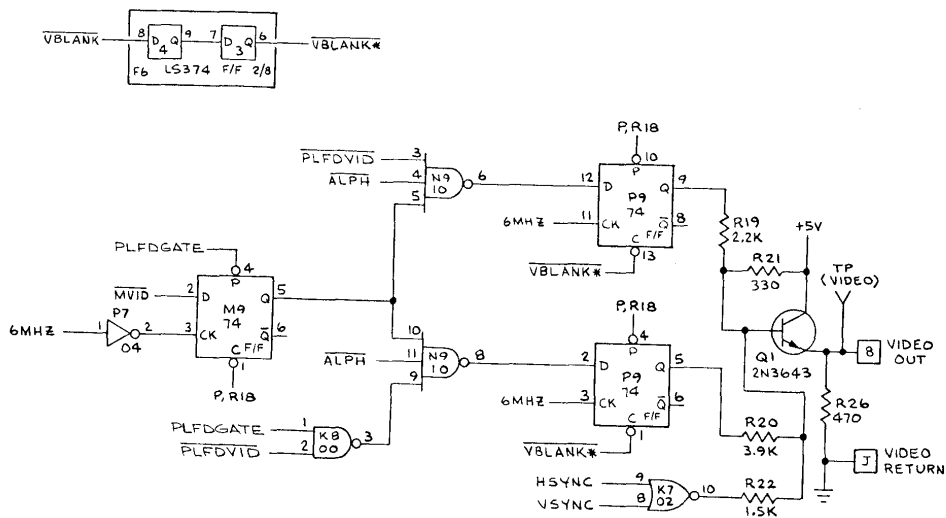 VBLANK 8 D 4 Q 9 7 D 3 Q 6 VBLANK*
F6 LS374 F/F 2/8
P,R18
10
PLFDVID 3
ALPH 4 N9 10 6
5
12 D P Q 9
P9
74
6MHZ 11 CK Q 8
C F/F
13
VBLANK*
R19
2.2K
+5V
R21
330
TP
(VIDEO)
Q1
2N3643
8 VIDEO
OUT
R26
470
J VIDEO
RETURN
PLFDGATE 4
P
MVID 2 D M9 Q 5
74
6MHZ 1 P7 2 3 CK Q 6
04
C F/F
1
P,R18
10
ALPH 11 N9 10 8
9
PLFDGATE 1
K8 3
PLFDVID 2 00
P,R18
4
2 D P Q 5
P9
74
6MHZ 3 CK Q 6
C F/F
1
VBLANK*
R20
3.9K
HSYNC 9
K7 10
VSYNC 8 02
R22
1.5K